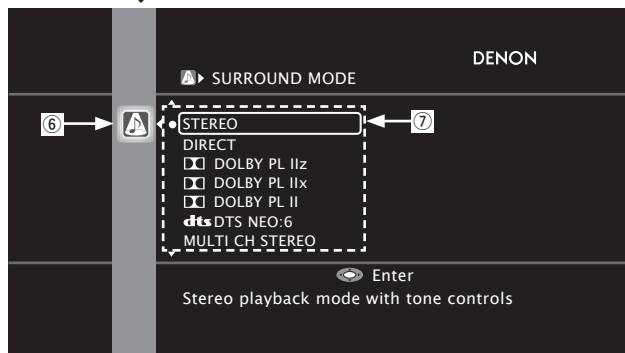 DENON
SURROUND MODE
⑥
STEREO
⑦
DIRECT
DOLBY PL IIz
DOLBY PL IIx
DOLBY PL II
dts DTS NEO:6
MULTI CH STEREO
Enter
Stereo playback mode with tone controls